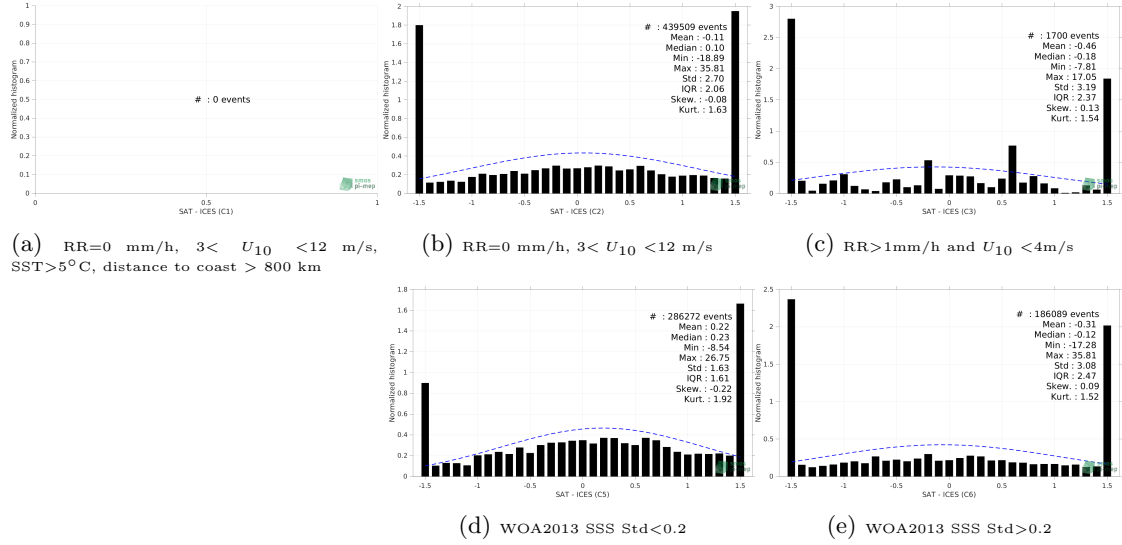 1
0.9
0.8
0.7
0.6
0.5
0.4
0.3
0.2
0.1
0
Normalized histogram
# : 0 events
smos
pi-mep
0 0.5 1
SAT - ICES (C1)
(a) RR=0 mm/h, 3< U10 <12 m/s,
SST>5°C, distance to coast > 800 km
2
1.8
1.6
1.4
1.2
1
0.8
0.6
0.4
0.2
0
Normalized histogram
# : 439509 events
Mean : -0.11
Median : 0.10
Min : -18.89
Max : 35.81
Std : 2.70
IQR : 2.06
Skew. : -0.08
Kurt. : 1.63
smos
pi-mep
-1.5 -1 -0.5 0 0.5 1 1.5
SAT - ICES (C2)
(b) RR=0 mm/h, 3< U10 <12 m/s
3
2.5
2
1.5
1
0.5
0
Normalized histogram
# : 1700 events
Mean : -0.46
Median : -0.18
Min : -7.81
Max : 17.05
Std : 3.19
IQR : 2.37
Skew. : 0.13
Kurt. : 1.54
smos
pi-mep
-1.5 -1 -0.5 0 0.5 1 1.5
SAT - ICES (C3)
(c) RR>1mm/h and U10 <4m/s
1.8
1.6
1.4
1.2
1
0.8
0.6
0.4
0.2
0
Normalized histogram
# : 286272 events
Mean : 0.22
Median : 0.23
Min : -8.54
Max : 26.75
Std : 1.63
IQR : 1.61
Skew. : -0.22
Kurt. : 1.92
smos
pi-mep
-1.5 -1 -0.5 0 0.5 1 1.5
SAT - ICES (C5)
(d) WOA2013 SSS Std<0.2
2.5
2
1.5
1
0.5
0
Normalized histogram
# : 186089 events
Mean : -0.31
Median : -0.12
Min : -17.28
Max : 35.81
Std : 3.08
IQR : 2.47
Skew. : 0.09
Kurt. : 1.52
smos
pi-mep
-1.5 -1 -0.5 0 0.5 1 1.5
SAT - ICES (C6)
(e) WOA2013 SSS Std>0.2